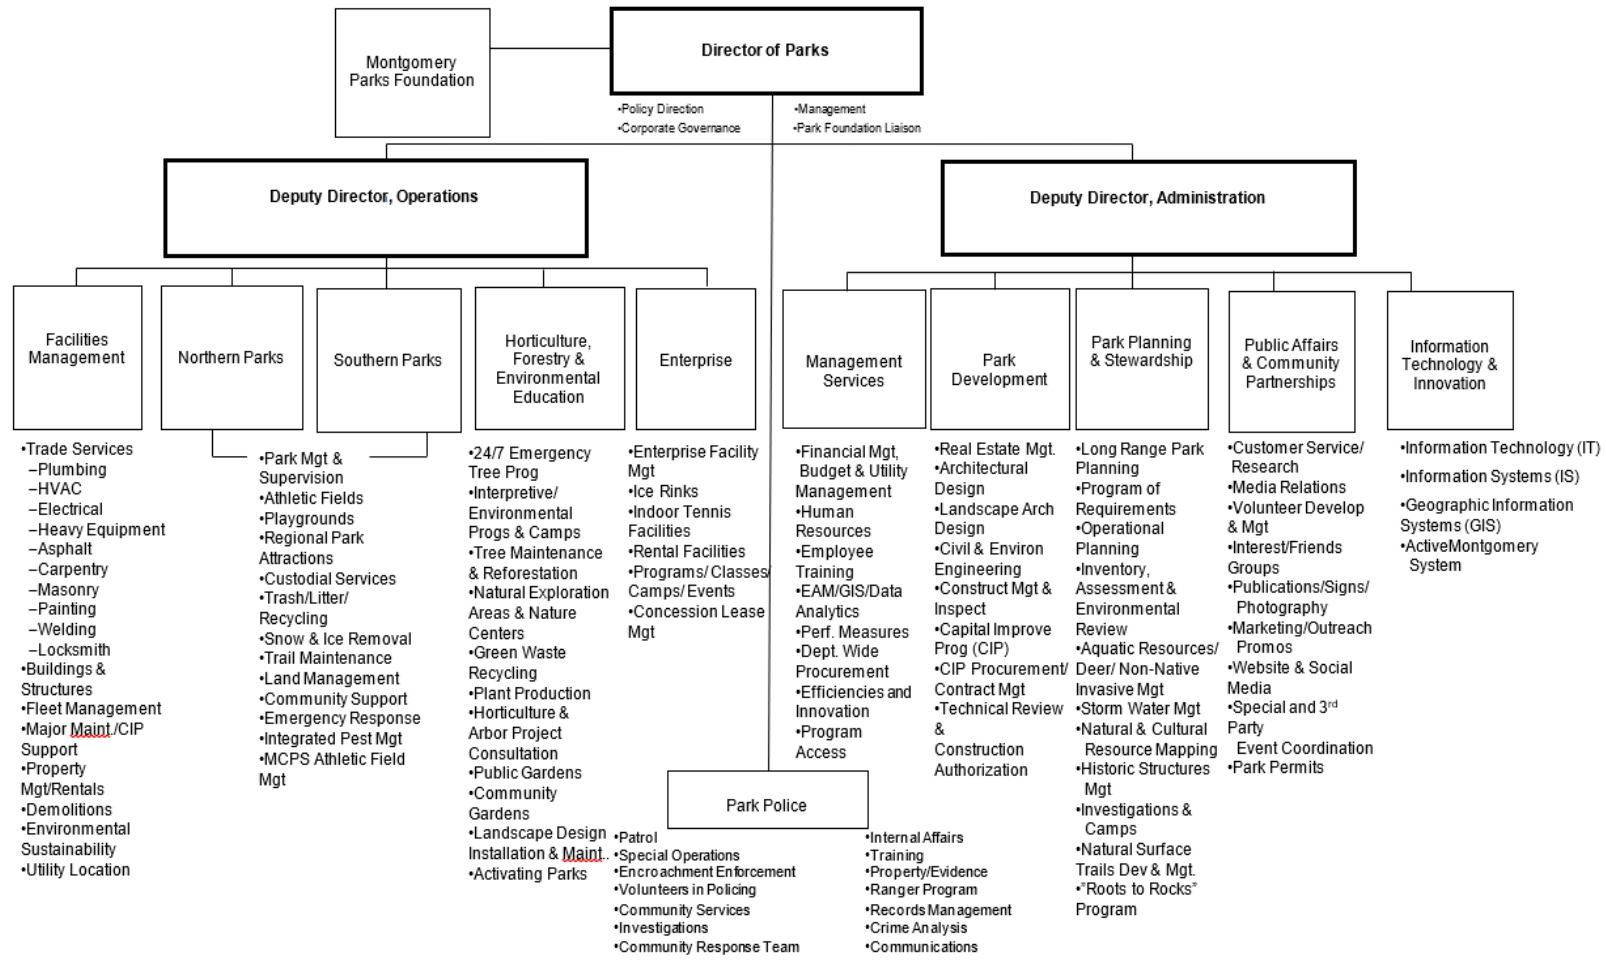 Montgomery
Parks Foundation
Director of Parks
•Policy Direction
•Corporate Governance
•Management
•Park Foundation Liaison
Deputy Director, Operations
Deputy Director, Administration
Facilities
Management
Northern Parks
Southern Parks
Horticulture,
Forestry &
Environmental
Education
Enterprise
Management
Services
Park
Development
Park Planning
& Stewardship
Public Affairs
& Community
Partnerships
Information
Technology &
Innovation
•Trade Services
–Plumbing
–HVAC
–Electrical
–Heavy Equipment
–Asphalt
–Carpentry
–Masonry
–Painting
–Welding
–Locksmith
•Buildings &
Structures
•Fleet Management
•Major Maint./CIP
Support
•Property
Mgt/Rentals
•Demolitions
•Environmental
Sustainability
•Utility Location
•Park Mgt &
Supervision
•Athletic Fields
•Playgrounds
•Regional Park
Attractions
•Custodial Services
•Trash/Litter/
Recycling
•Snow & Ice Removal
•Trail Maintenance
•Land Management
•Community Support
•Emergency Response
•Integrated Pest Mgt
•MCPS Athletic Field
Mgt
•24/7 Emergency
Tree Prog
•Interpretive/
Environmental
Progs & Camps
•Tree Maintenance
& Reforestation
•Natural Exploration
Areas & Nature
Centers
•Green Waste
Recycling
•Plant Production
•Horticulture &
Arbor Project
Consultation
•Public Gardens
•Community
Gardens
•Landscape Design
Installation & Maint..
•Activating Parks
•Enterprise Facility
Mgt
•Ice Rinks
•Indoor Tennis
Facilities
•Rental Facilities
•Programs/ Classes/
Camps/ Events
•Concession Lease
Mgt
•Financial Mgt,
Budget & Utility
Management
•Human
Resources
•Employee
Training
•EAM/GIS/Data
Analytics
•Perf. Measures
•Dept. Wide
Procurement
•Efficiencies and
Innovation
•Program
Access
•Real Estate Mgt.
•Architectural
Design
•Landscape Arch
Design
•Civil & Environ
Engineering
•Construct Mgt &
Inspect
•Capital Improve
Prog (CIP)
•CIP Procurement/
Contract Mgt
•Technical Review
&
Construction
Authorization
•Long Range Park
Planning
•Program of
Requirements
•Operational
Planning
•Inventory,
Assessment &
Environmental
Review
•Aquatic Resources/
Deer/ Non-Native
Invasive Mgt
•Storm Water Mgt
•Natural & Cultural
Resource Mapping
•Historic Structures
Mgt
•Investigations &
Camps
•Natural Surface
Trails Dev & Mgt.
•"Roots to Rocks"
Program
•Customer Service/
Research
•Media Relations
•Volunteer Develop
& Mgt
•Interest/Friends
Groups
•Publications/Signs/
Photography
•Marketing/Outreach
Promos
•Website & Social
Media
•Special and 3rd
Party
Event Coordination
•Park Permits
•Information Technology (IT)
•Information Systems (IS)
•Geographic Information
Systems (GIS)
•ActiveMontgomery
System
Park Police
•Patrol
•Special Operations
•Encroachment Enforcement
•Volunteers in Policing
•Community Services
•Investigations
•Community Response Team
•Internal Affairs
•Training
•Property/Evidence
•Ranger Program
•Records Management
•Crime Analysis
•Communications